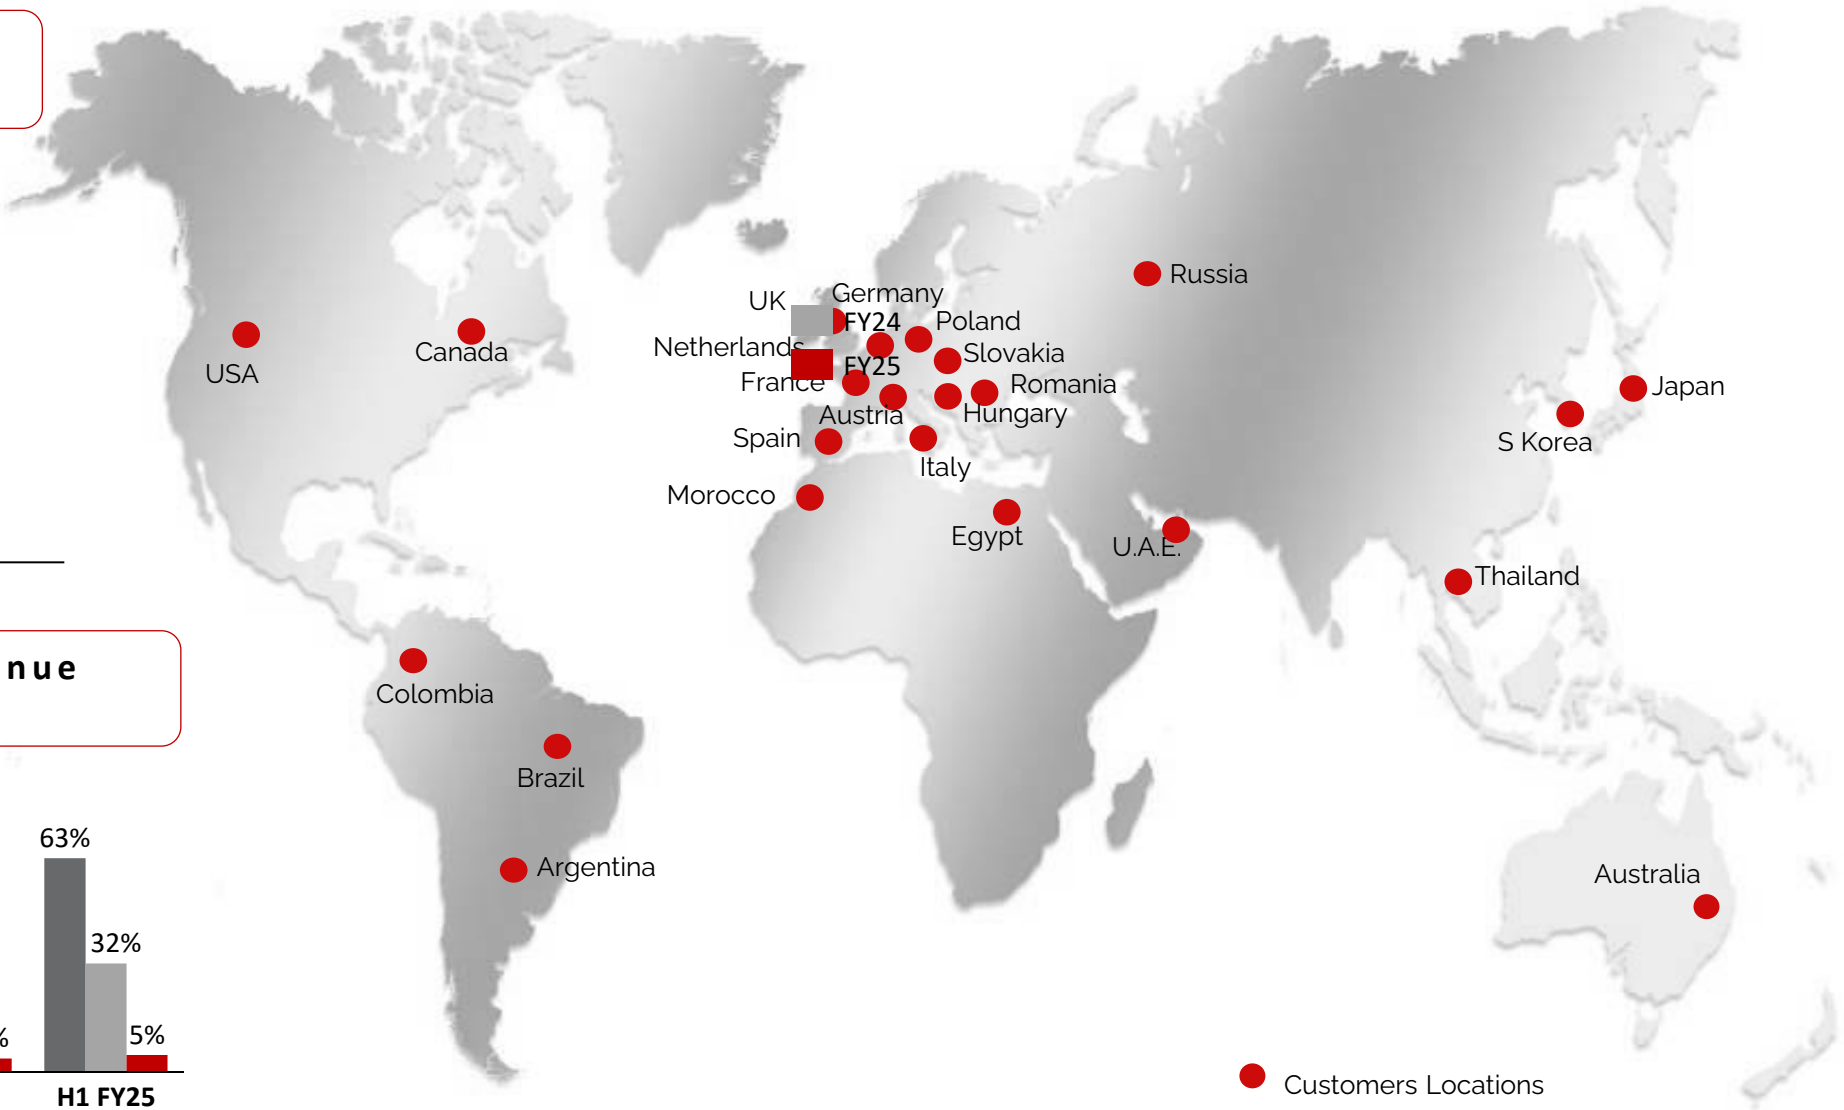 Russia
UK
Germany
FY24
Poland
Netherlands
Slovakia
FY25
France
Romania
USA
Canada
Austria
Hungary
Japan
Spain
Italy
S Korea
Morocco
Egypt
U.A.E.
Thailand
nue
Colombia
Brazil
63%
Argentina
Australia
32%
%
5%
H1 FY25
Customers Locations